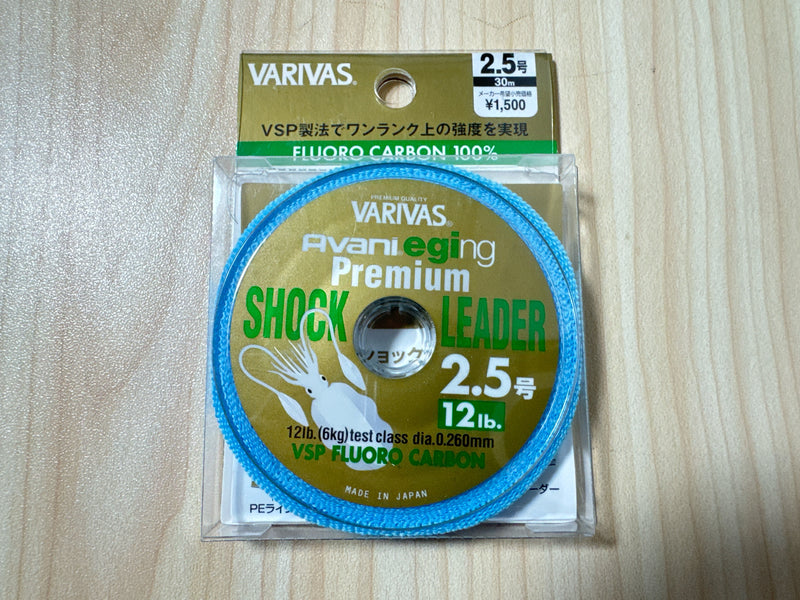 VARIVAS®
2.5号
30m
メーカー希望小売価格
¥1,500
VSP製法でワンランク上の強度を実現
FLUORO CARBON 100%
PREMIUM QUALITY
VARIVAS®
Avani eging
Premium
SHOCK LEADER
ショック
2.5号
12lb.
12lb.(6kg)test class dia.0.260mm
VSP FLUORO CARBON
MADE IN JAPAN
PEライ
ーダー